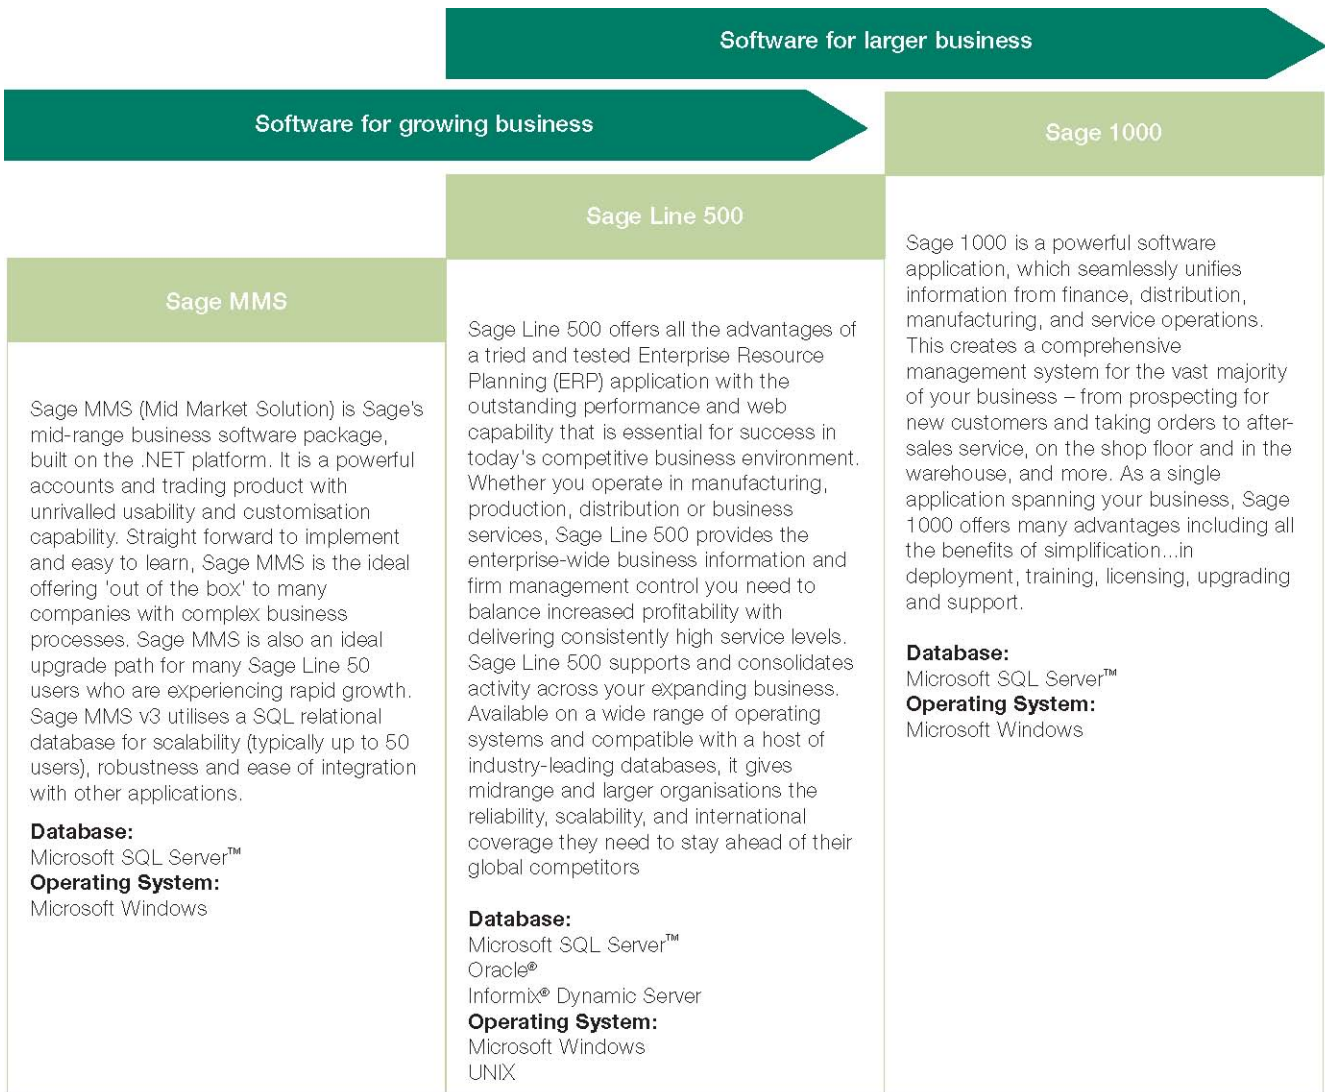 Software for larger business
Software for growing business
Sage MMS
Sage MMS (Mid Market Solution) is Sage's
mid-range business software package,
built on the .NET platform. It is a powerful
accounts and trading product with
unrivalled usability and customisation
capability. Straight forward to implement
and easy to learn, Sage MMS is the ideal
offering 'out of the box' to many
companies with complex business
processes. Sage MMS is also an ideal
upgrade path for many Sage Line 50
users who are experiencing rapid growth.
Sage MMS v3 utilises a SQL relational
database for scalability (typically up to 50
users), robustness and ease of integration
with other applications.
Database:
Microsoft SQL Server™
Operating System:
Microsoft Windows
Sage Line 500
Sage Line 500 offers all the advantages of
a tried and tested Enterprise Resource
Planning (ERP) application with the
outstanding performance and web
capability that is essential for success in
today's competitive business environment.
Whether you operate in manufacturing,
production, distribution or business
services, Sage Line 500 provides the
enterprise-wide business information and
firm management control you need to
balance increased profitability with
delivering consistently high service levels.
Sage Line 500 supports and consolidates
activity across your expanding business.
Available on a wide range of operating
systems and compatible with a host of
industry-leading databases, it gives
midrange and larger organisations the
reliability, scalability, and international
coverage they need to stay ahead of their
global competitors
Database:
Microsoft SQL Server™
Oracle®
Informix® Dynamic Server
Operating System:
Microsoft Windows
UNIX
Sage 1000
Sage 1000 is a powerful software
application, which seamlessly unifies
information from finance, distribution,
manufacturing, and service operations.
This creates a comprehensive
management system for the vast majority
of your business – from prospecting for
new customers and taking orders to after-
sales service, on the shop floor and in the
warehouse, and more. As a single
application spanning your business, Sage
1000 offers many advantages including all
the benefits of simplification...in
deployment, training, licensing, upgrading
and support.
Database:
Microsoft SQL Server™
Operating System:
Microsoft Windows